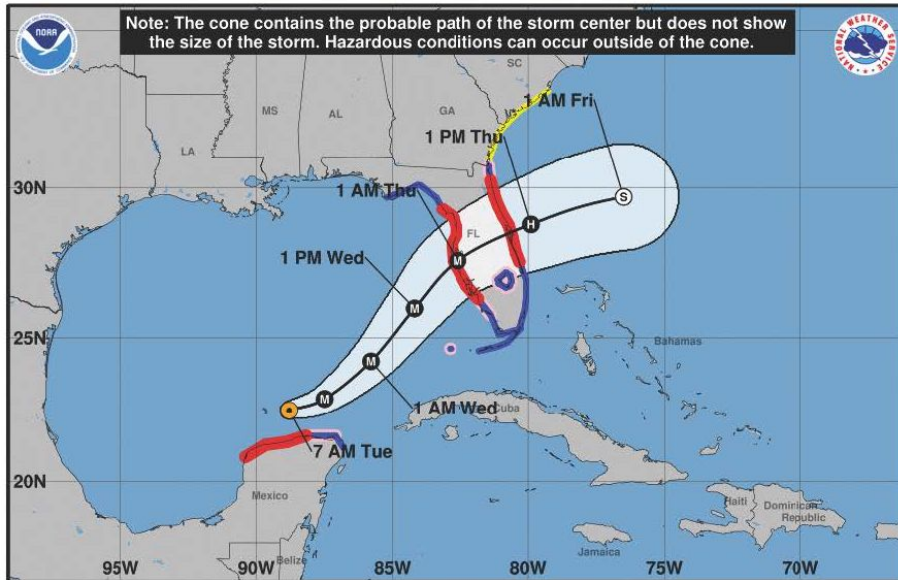 Note: The cone contains the probable path of the storm center but does not show
the size of the storm. Hazardous conditions can occur outside of the cone.
NOAA
NATIONAL WEATHER SERVICE
SC
MS
AL
GA
1 AM Fri
1 PM Thu
LA
30N
1 AM Thu
S
H
FL
M
1 PM Wed
M
25N
Bahamas
M
M
1 AM Wed
Cuba
7 AM Tue
20N
Mexico
Haiti
Dominican
Republic
Belize
Jamaica
95W
90W
85W
80W
75W
70W